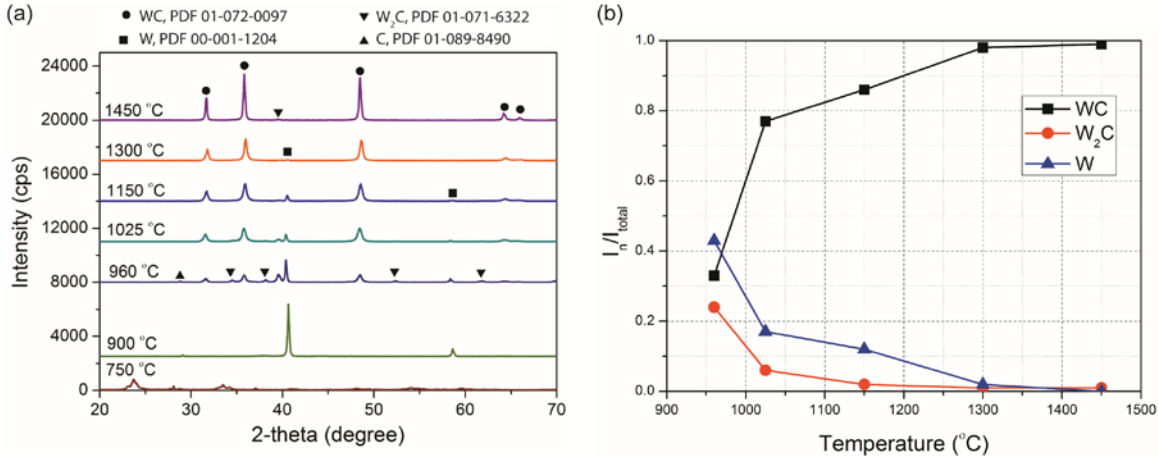 (a)
● WC, PDF 01-072-0097 ▼ W₂C, PDF 01-071-6322
■ W, PDF 00-001-1204 ▲ C, PDF 01-089-8490
Intensity (cps)
24000
20000
16000
12000
8000
4000
0
1450 °C
1300 °C
1150 °C
1025 °C
960 °C
900 °C
750 °C
20 30 40 50 60 70
2-theta (degree)
(b)
Iₙ/Iₜₒₜₐₗ
1.0
0.8
0.6
0.4
0.2
0.0
WC
W₂C
W
900 1000 1100 1200 1300 1400 1500
Temperature (°C)